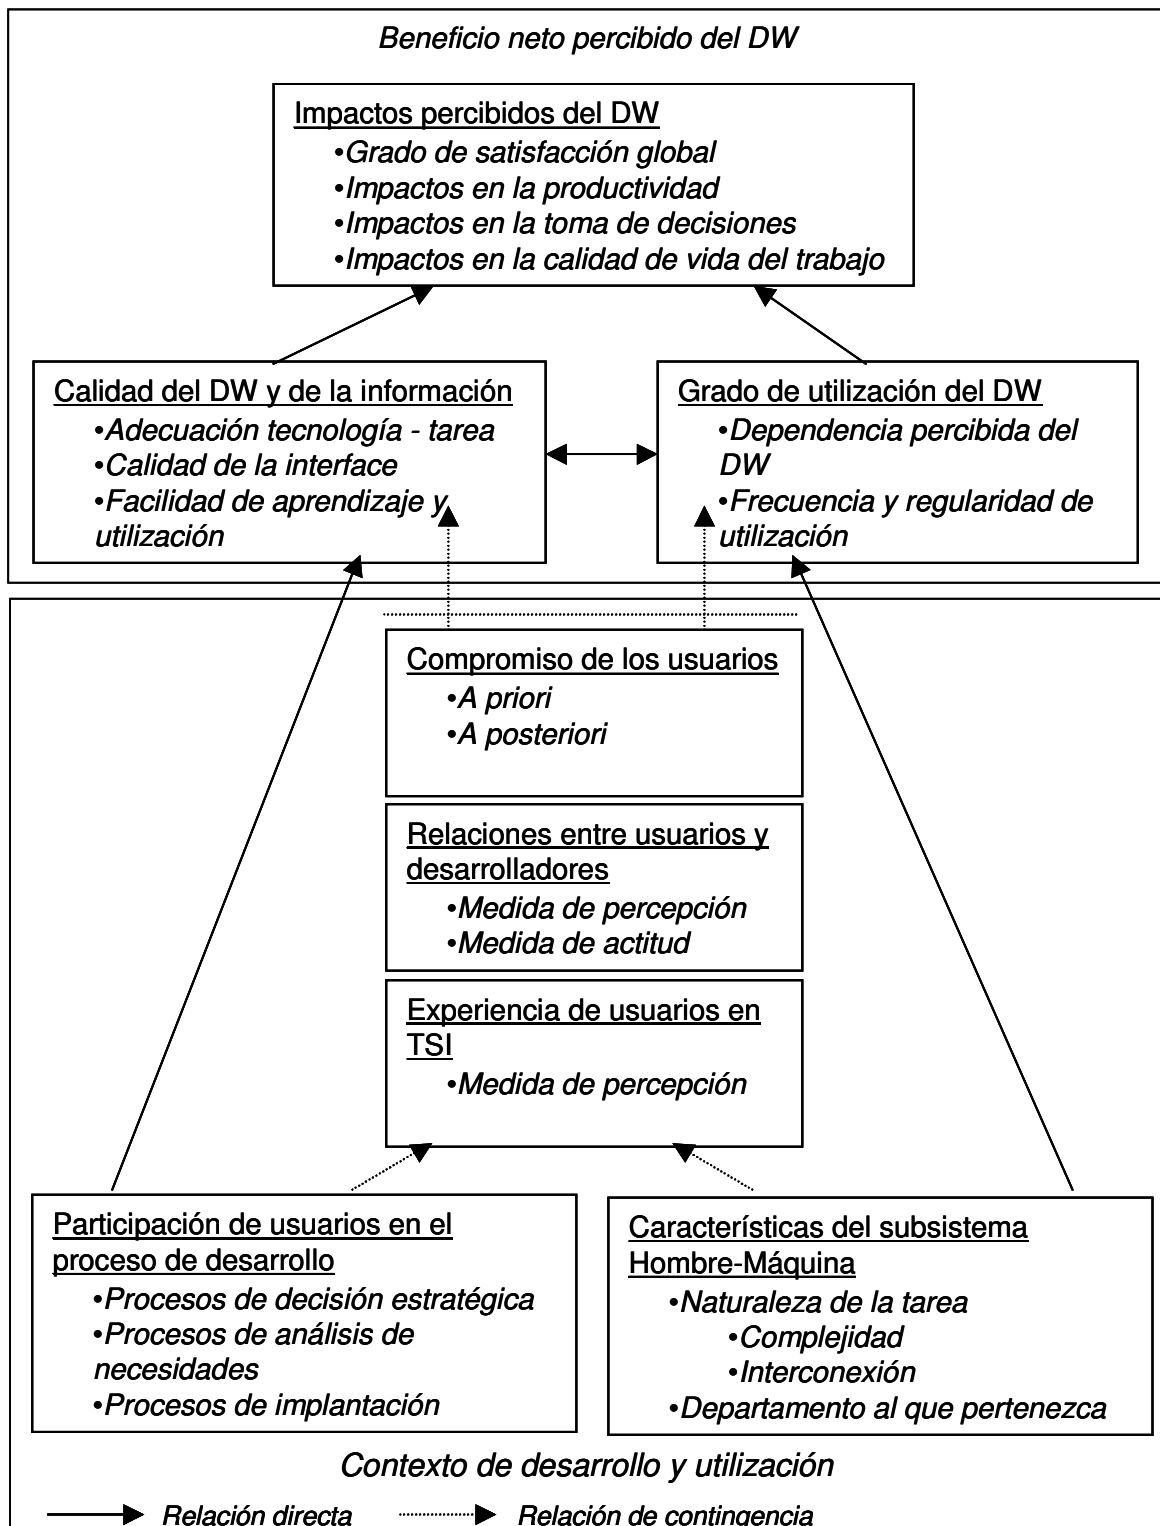 Beneficio neto percibido del DW
Impactos percibidos del DW
•Grado de satisfacción global
•Impactos en la productividad
•Impactos en la toma de decisiones
•Impactos en la calidad de vida del trabajo
Calidad del DW y de la información
•Adecuación tecnología - tarea
•Calidad de la interface
•Facilidad de aprendizaje y
utilización
Grado de utilización del DW
•Dependencia percibida del
DW
•Frecuencia y regularidad de
utilización
Compromiso de los usuarios
•A priori
•A posteriori
Relaciones entre usuarios y
desarrolladores
•Medida de percepción
•Medida de actitud
Experiencia de usuarios en
TSI
•Medida de percepción
Participación de usuarios en el
proceso de desarrollo
•Procesos de decisión estratégica
•Procesos de análisis de
necesidades
•Procesos de implantación
Características del subsistema
Hombre-Máquina
•Naturaleza de la tarea
•Complejidad
•Interconexión
•Departamento al que pertenezca
Contexto de desarrollo y utilización
Relación directa
Relación de contingencia